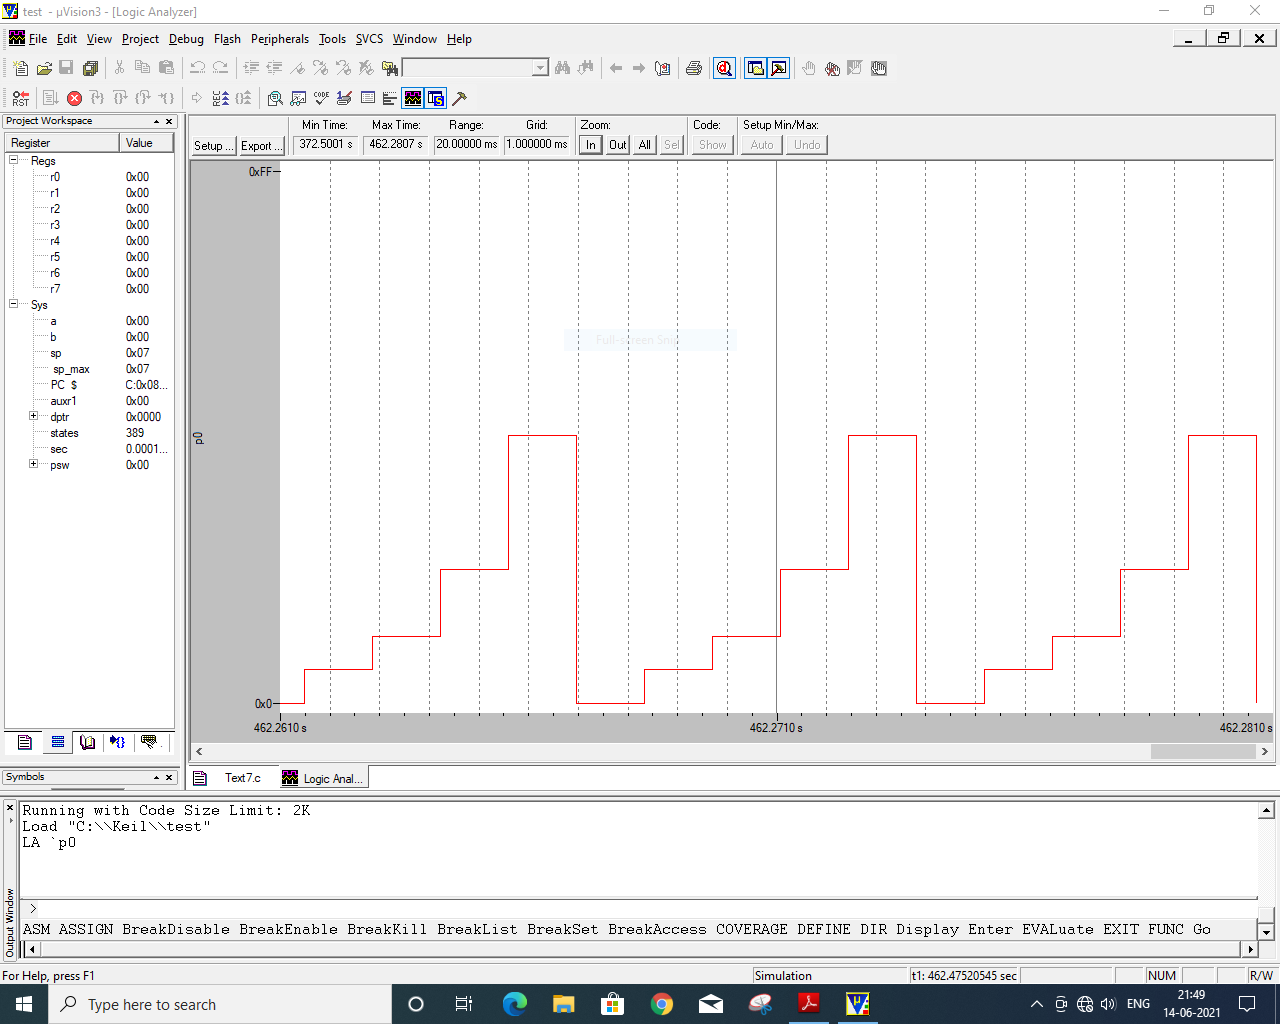 test - µVision3 - [Logic Analyzer]
File Edit View Project Debug Flash Regs Peripherals Tools SVCS Window Help
RST
CODE
Project Workspace
Register Value
Regs
r0 0x00
r1 0x00
r2 0x00
r3 0x00
r4 0x00
r5 0x00
r6 0x00
r7 0x00
Sys
a 0x00
b 0x00
sp 0x07
sp_max 0x07
PC $ C:0x08...
auxr1 0x00
dptr 0x0000
states 389
sec 0.0001...
psw 0x00
Symbols
Min Time: Max Time: Range: Grid: Zoom: Code: Setup Min/Max:
Setup ... Export ... 372.5001 s 462.2807 s 20.00000 ms 1.000000 ms In Out All Sel Show Auto Undo
0xFF
Full-screen Snip
p0
0x0
462.2610 s 462.2710 s 462.2810 s
Text7.c Logic Anal...
Output Window
Running with Code Size Limit: 2K
Load "C:\\Keil\\test"
LA `p0
>
ASM ASSIGN BreakDisable BreakEnable BreakKill BreakList BreakSet BreakAccess COVERAGE DEFINE DIR Display Enter EVALuate EXIT FUNC Go
For Help, press F1 Simulation t1: 462.47520545 sec NUM R/W
Type here to search
ENG
21:49
14-06-2021